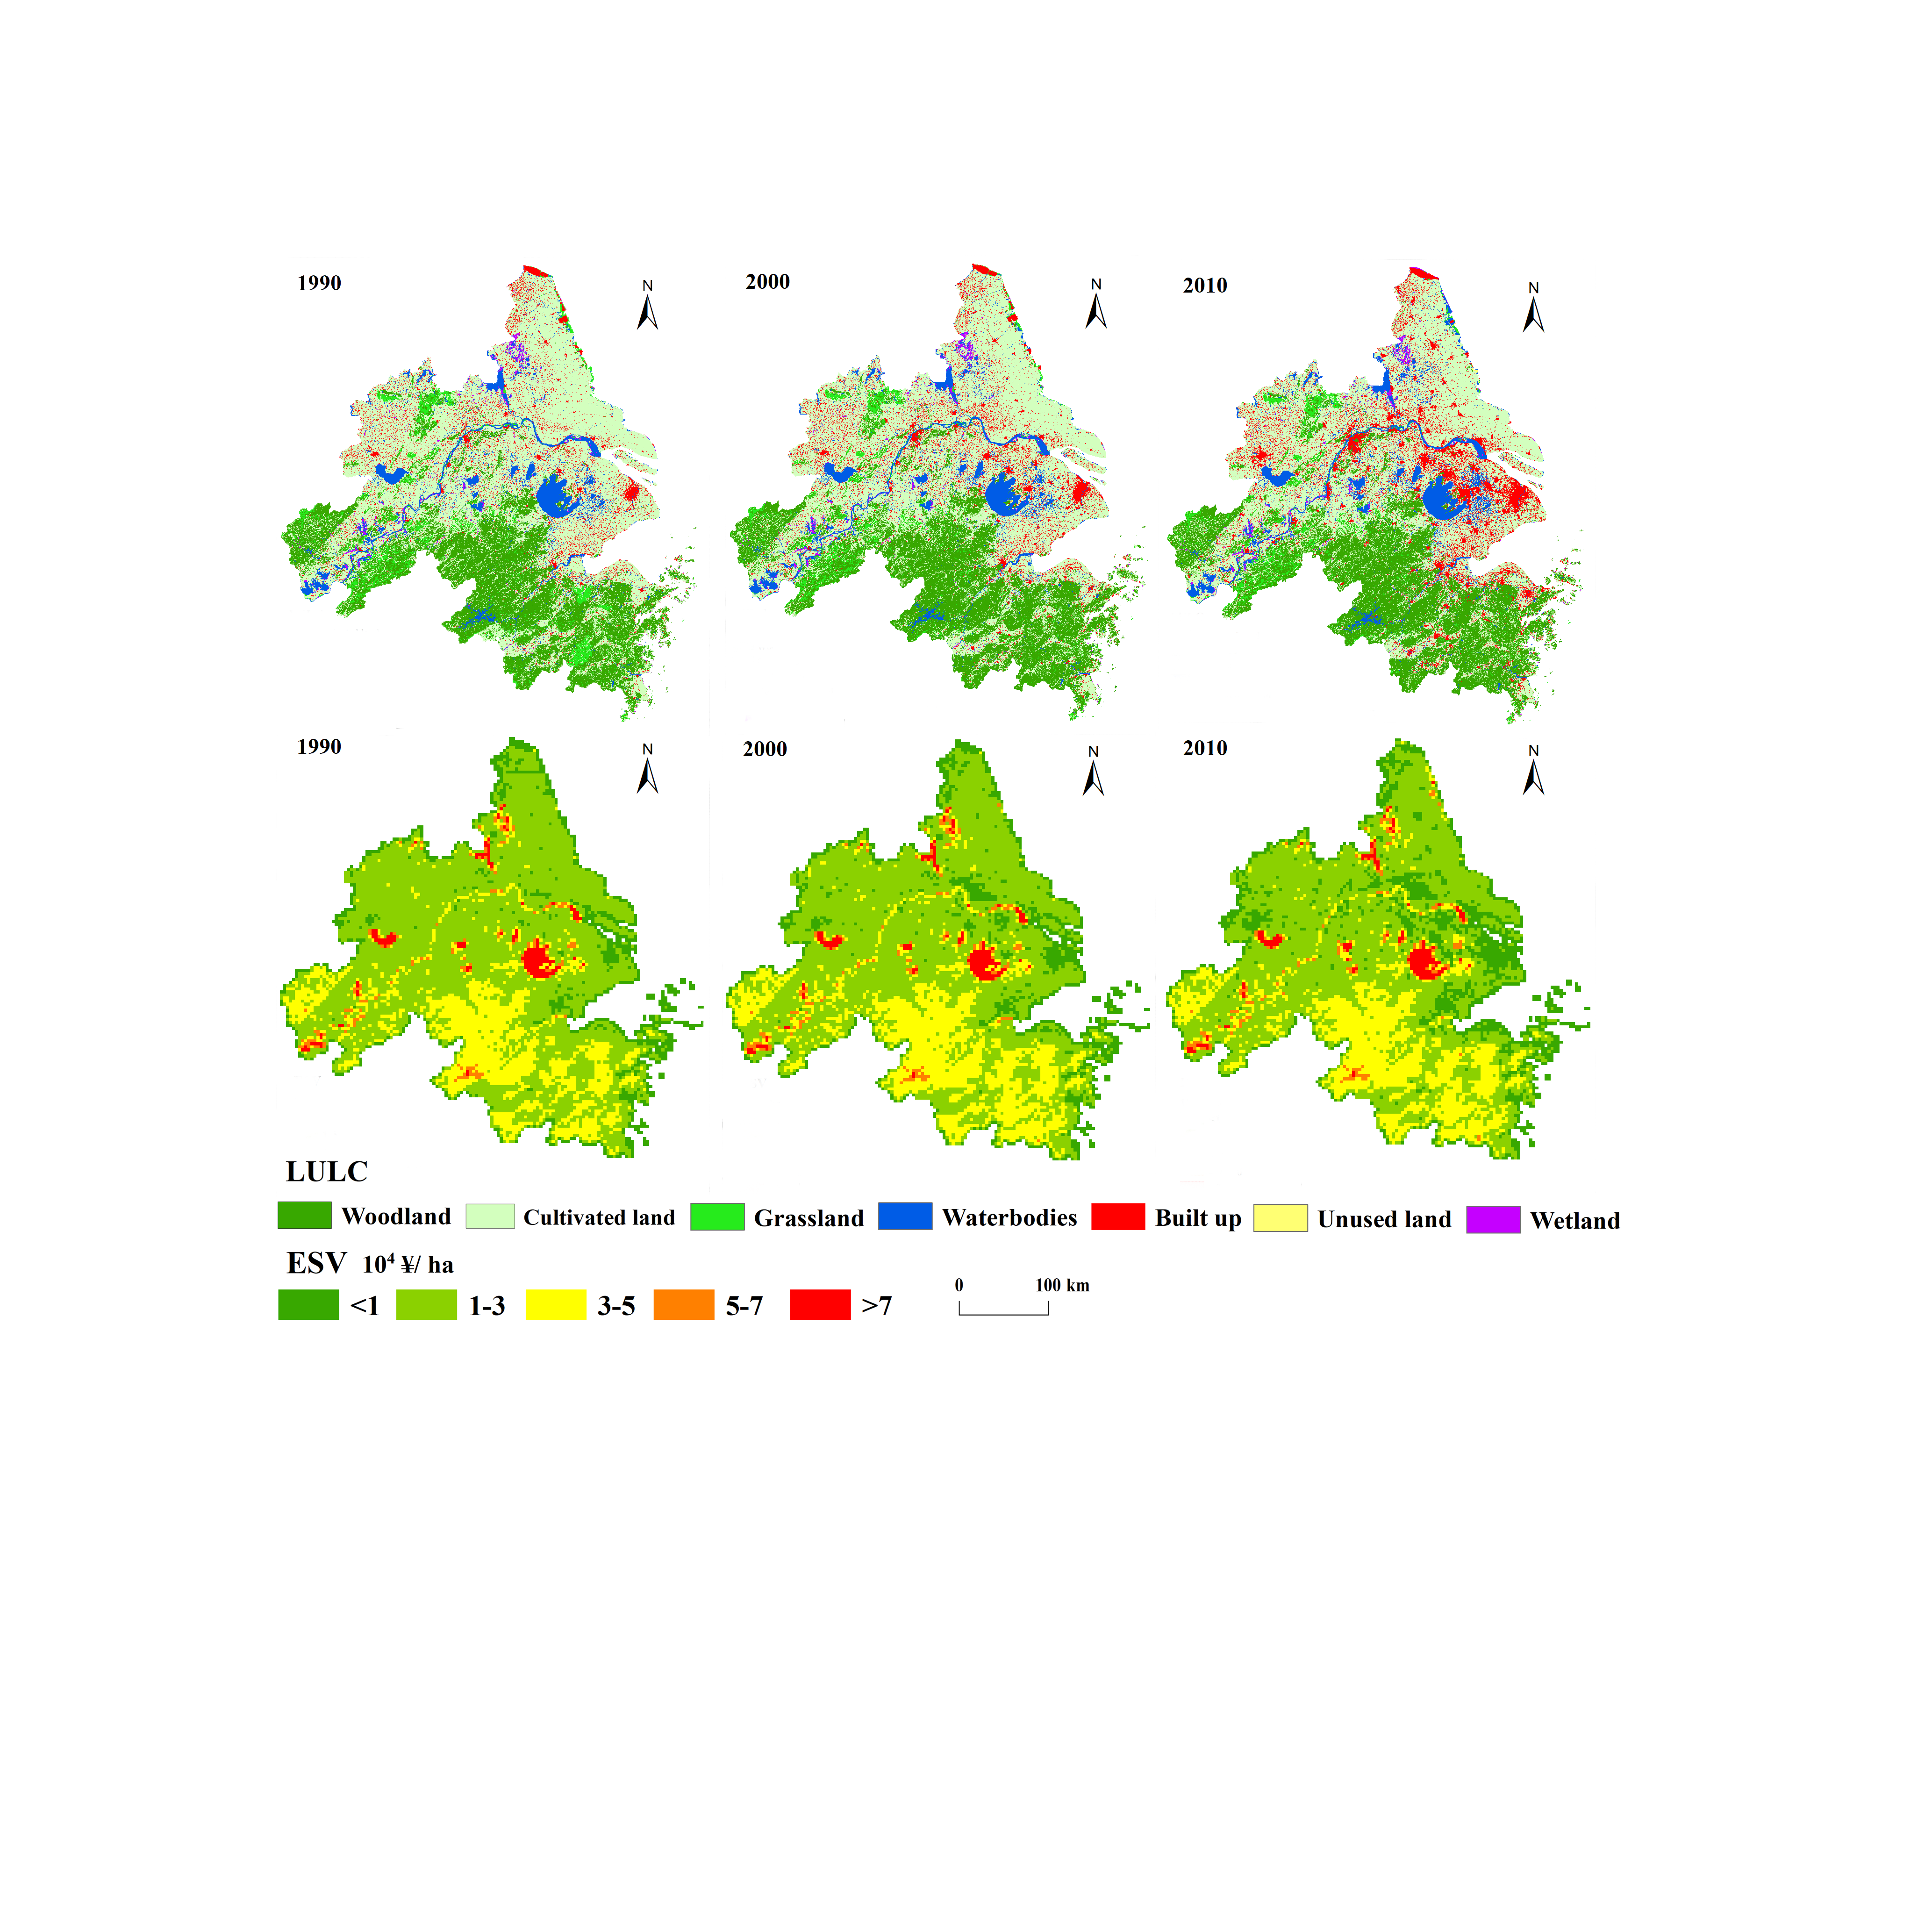 1990
N
2000
N
2010
N
1990
N
2000
N
2010
N
LULC
Woodland
Cultivated land
Grassland
Waterbodies
Built up
Unused land
Wetland
ESV 10⁴ ¥/ ha
<1
1-3
3-5
5-7
>7
0 100 km